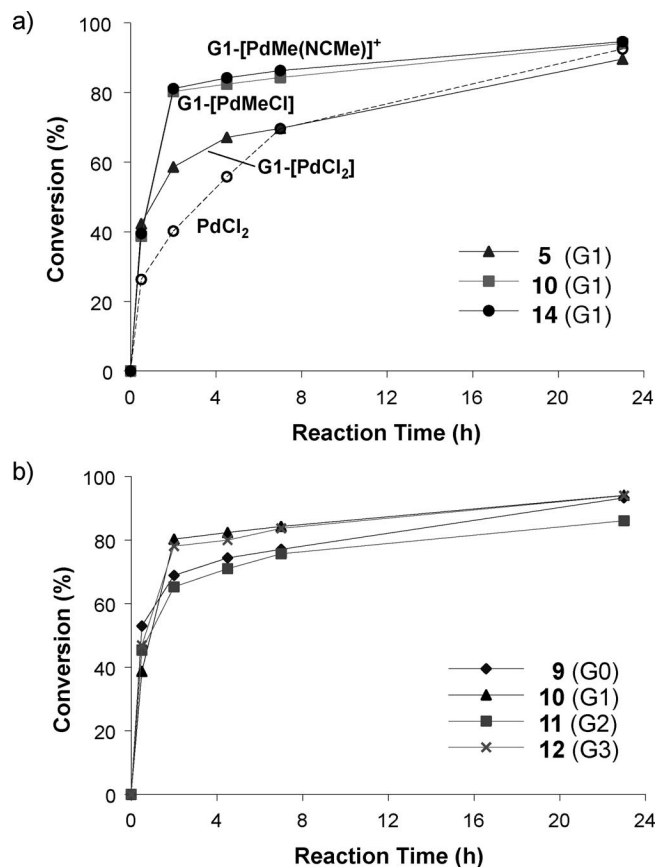 a)
100
80
60
40
20
0
Conversion (%)
G1-[PdMe(NCMe)]⁺
G1-[PdMeCl]
G1-[PdCl₂]
PdCl₂
5 (G1)
10 (G1)
14 (G1)
0 4 8 12 16 20 24
Reaction Time (h)
b)
100
80
60
40
20
0
Conversion (%)
9 (G0)
10 (G1)
11 (G2)
12 (G3)
0 4 8 12 16 20 24
Reaction Time (h)